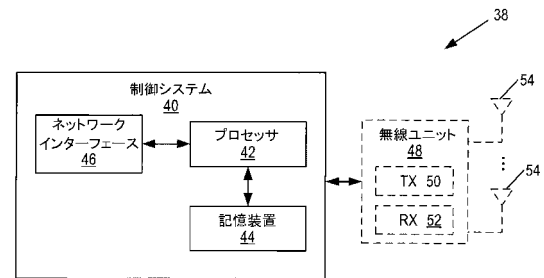 38
制御システム
40
ネットワーク
インターフェース
46
プロセッサ
42
記憶装置
44
無線ユニット
48
TX 50
RX 52
54
54